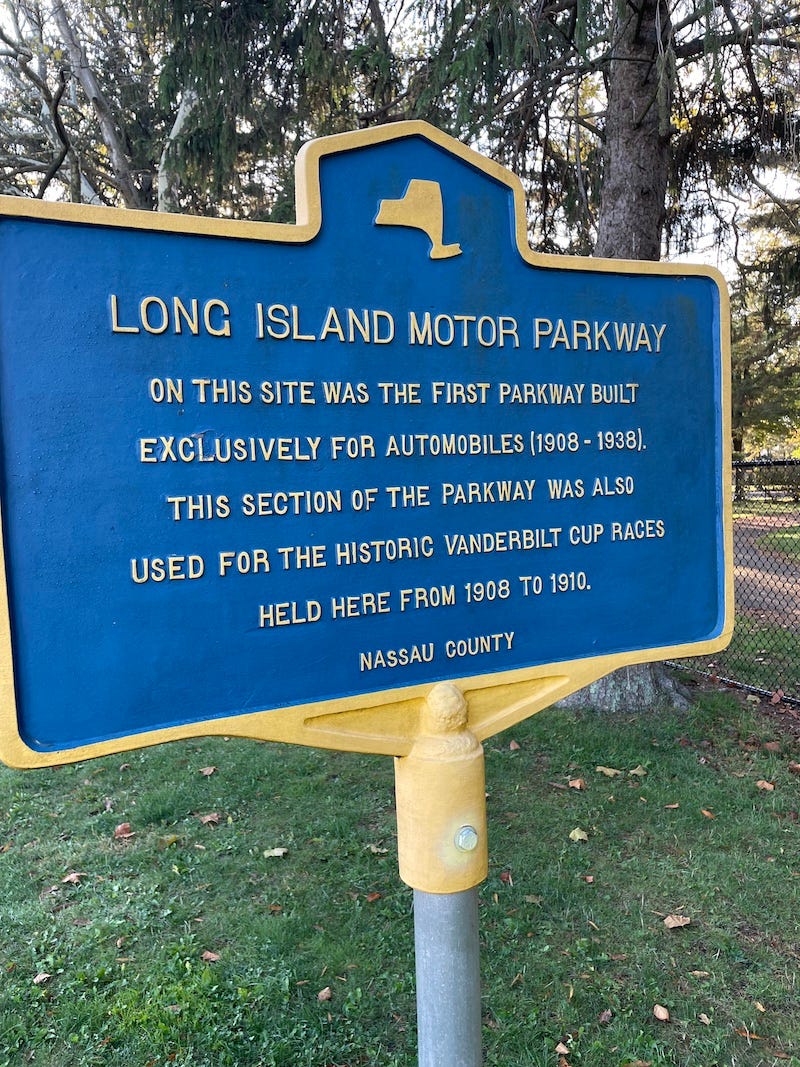 LONG ISLAND MOTOR PARKWAY
ON THIS SITE WAS THE FIRST PARKWAY BUILT
EXCLUSIVELY FOR AUTOMOBILES (1908 - 1938).
THIS SECTION OF THE PARKWAY WAS ALSO
USED FOR THE HISTORIC VANDERBILT CUP RACES
HELD HERE FROM 1908 TO 1910.
NASSAU COUNTY